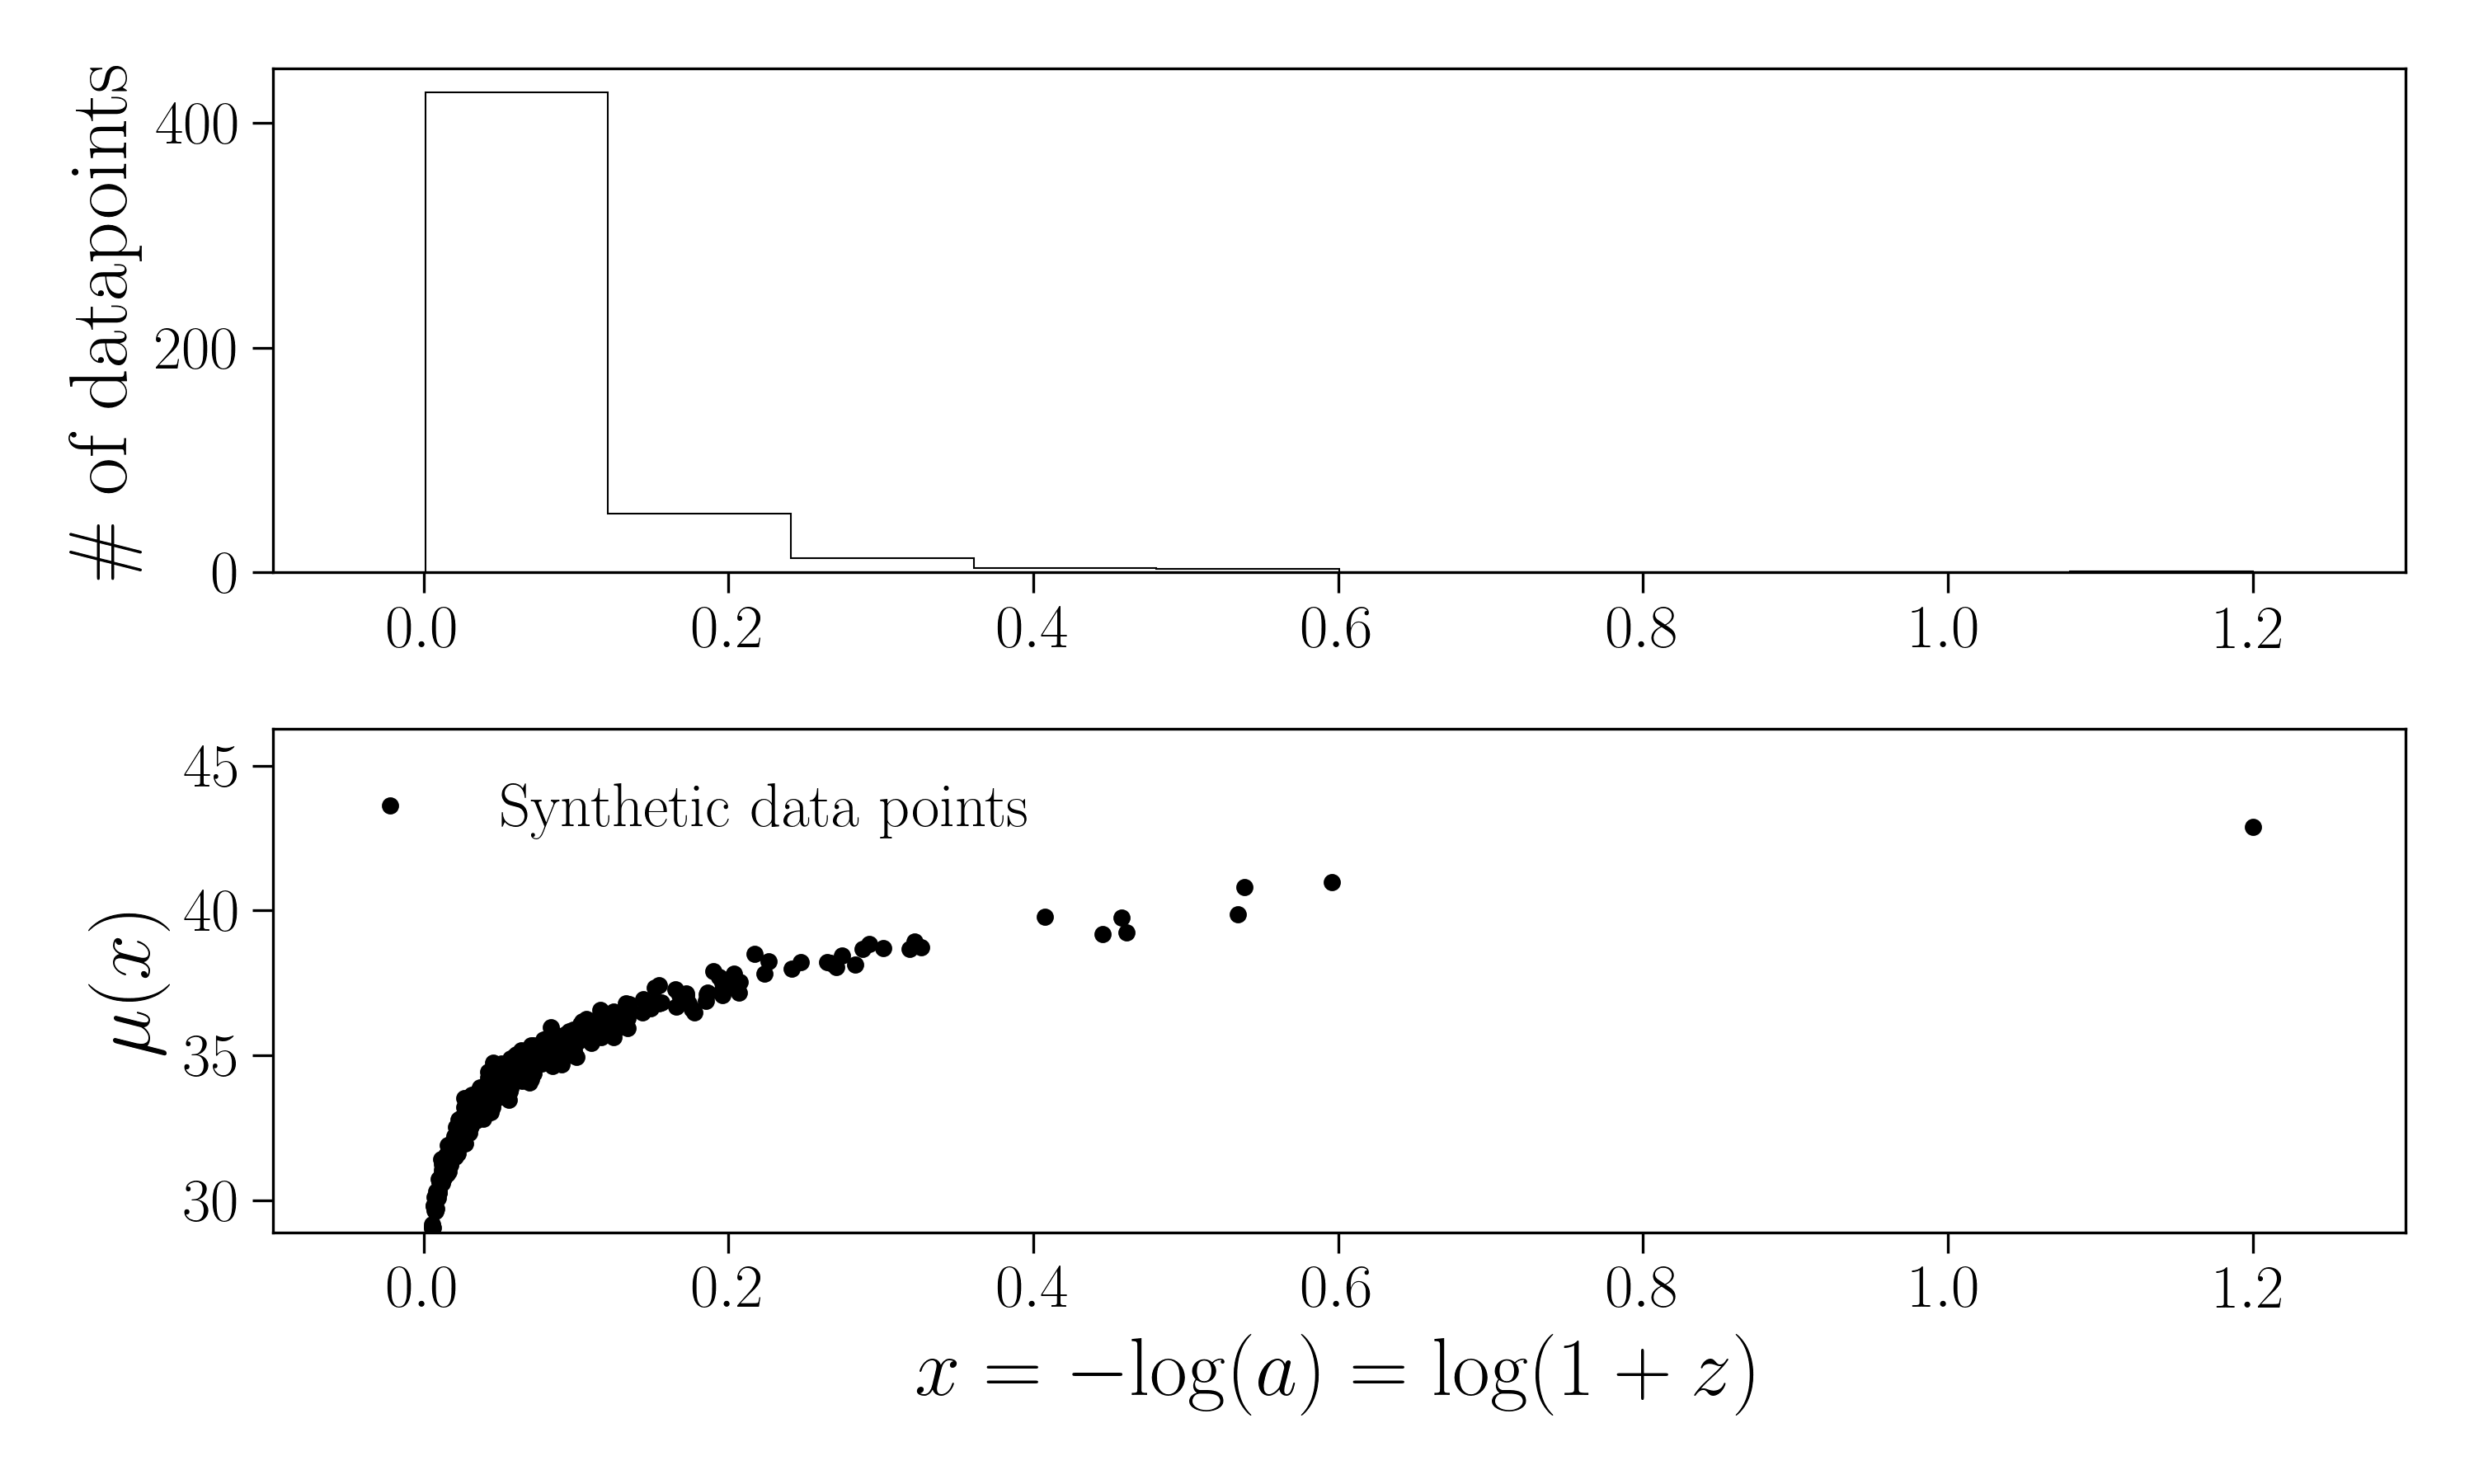 # of datapoints
400
200
0
0.0 0.2 0.4 0.6 0.8 1.0 1.2
Synthetic data points
μ(x)
45
40
35
30
0.0 0.2 0.4 0.6 0.8 1.0 1.2
x = −log(a) = log(1 + z)